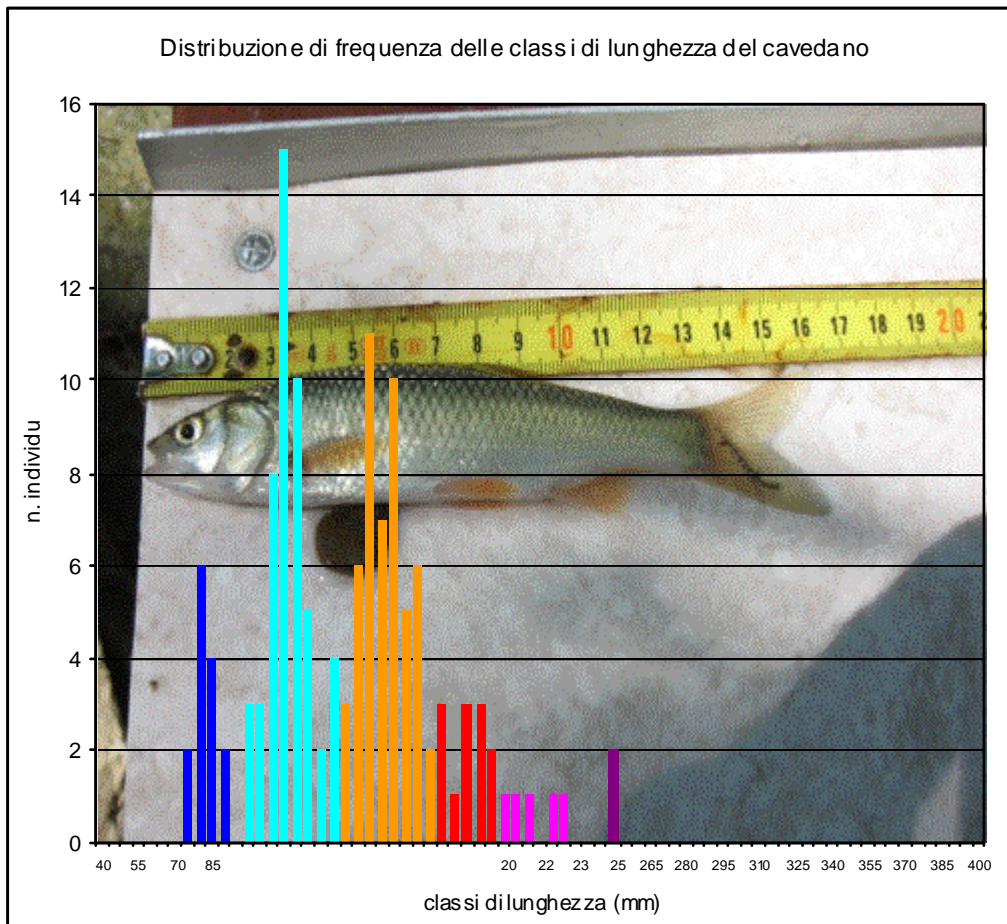 Distribuzione di frequenza delle classi di lunghezza del cavedano
16
14
12
10
8
6
4
2
0
n. individu
2 3 4 5 6 7 8 9 10 11 12 13 14 15 16 17 18 19 20
40 55 70 85 20 22 23 25 265 280 295 310 325 340 355 370 385 400
classi di lunghezza (mm)